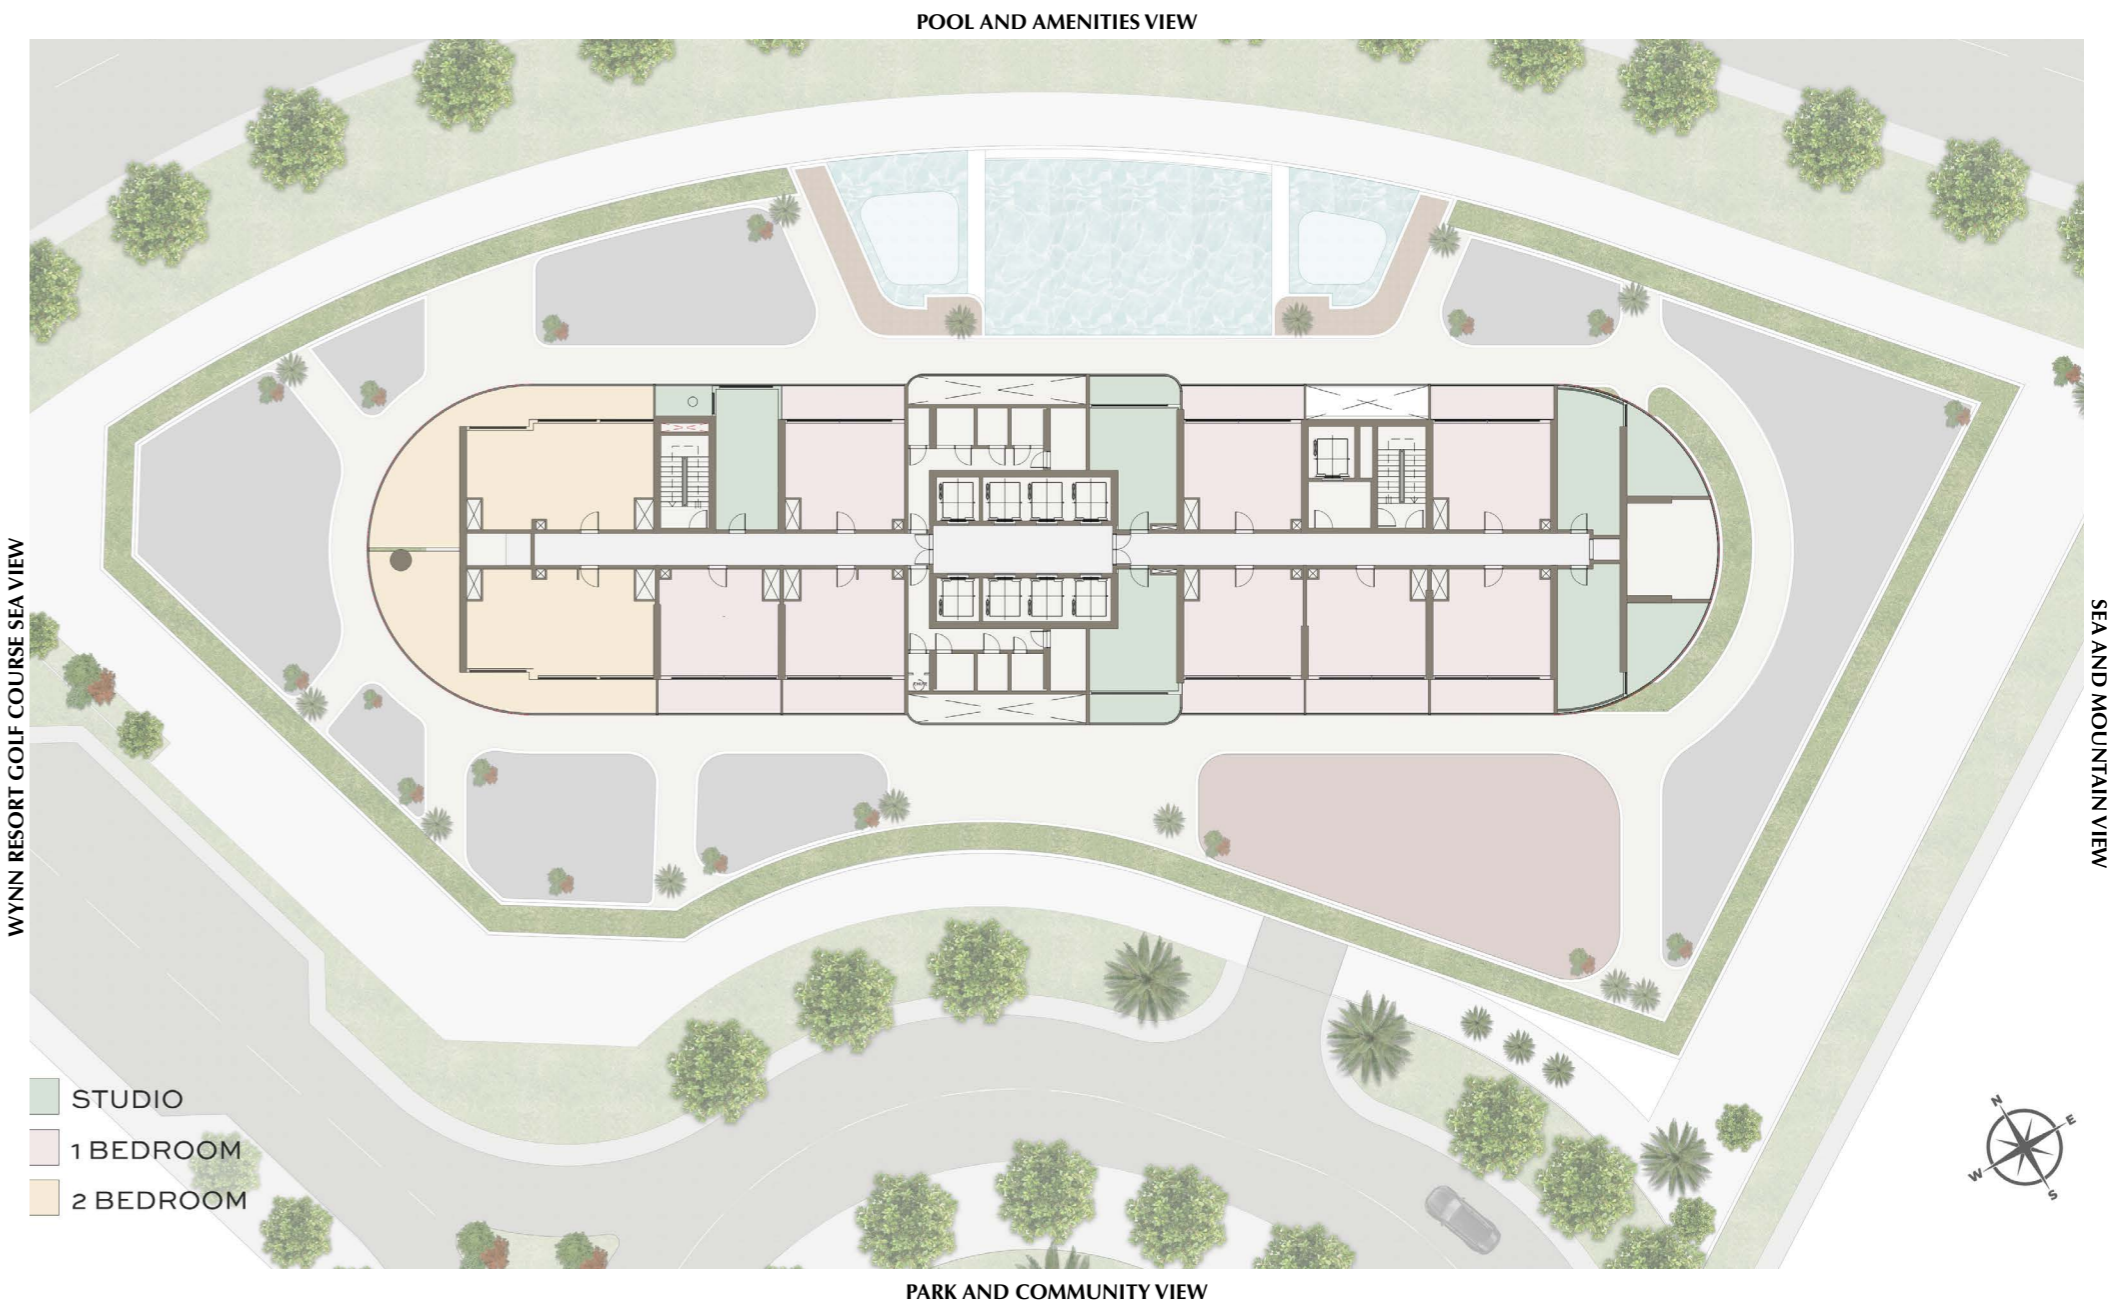 POOL AND AMENITIES VIEW
WYNN RESORT GOLF COURSE SEA VIEW
SEA AND MOUNTAIN VIEW
STUDIO
1 BEDROOM
2 BEDROOM
N
E
W
S
PARK AND COMMUNITY VIEW